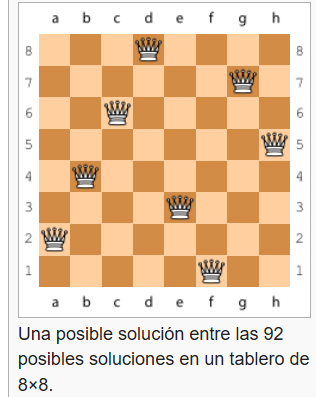 a b c d e f g h
8 8
7 7
6 6
5 5
4 4
3 3
2 2
1 1
a b c d e f g h
Una posible solución entre las 92
posibles soluciones en un tablero de
8×8.